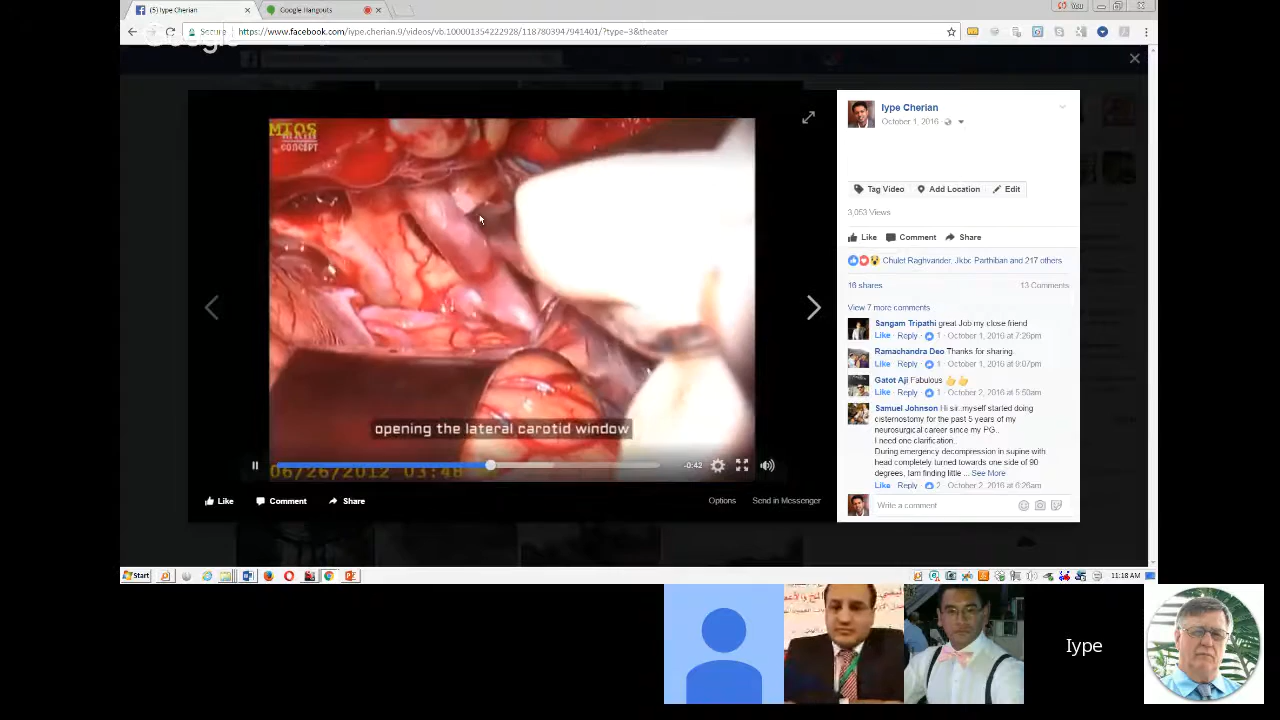 (5) Iype Cherian
Google Hangouts
You
Secure
https://www.facebook.com/iype.cherian.9/videos/vb.100001354222928/1187803947941401/?type=3&theater
MTOS
CONCEPT
Iype Cherian
October 1, 2016
Tag Video
Add Location
Edit
3,053 Views
Like
Comment
Share
Chulet Raghvander, Jkbc Parthiban and 217 others
16 shares
13 Comments
View 7 more comments
Sangam Tripathi great Job my close friend
Like · Reply · 1 · October 1, 2016 at 7:26pm
Ramachandra Deo Thanks for sharing.
Like · Reply · 1 · October 1, 2016 at 9:07pm
Gatot Aji Fabulous 👍👍
Like · Reply · 1 · October 2, 2016 at 5:50am
Samuel Johnson Hi sir..myself started doing
cisternostomy for the past 5 years of my
neurosurgical career since my PG..
I need one clarification..
During emergency decompression in supine with
head completely turned towards one side of 90
degrees, Iam finding little ... See More
Like · Reply · 2 · October 2, 2016 at 6:26am
Write a comment
opening the lateral carotid window
06/26/2012 03:48
-0:42
Like
Comment
Share
Options
Send in Messenger
Start
11:18 AM
Iype